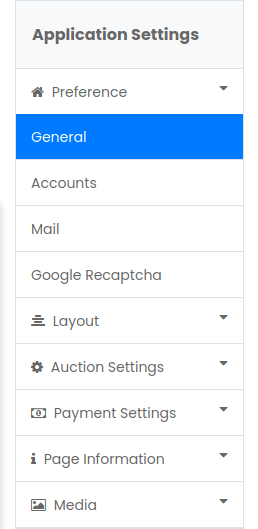 Application Settings
Preference
General
Accounts
Mail
Google Recaptcha
Layout
Auction Settings
Payment Settings
Page Information
Media